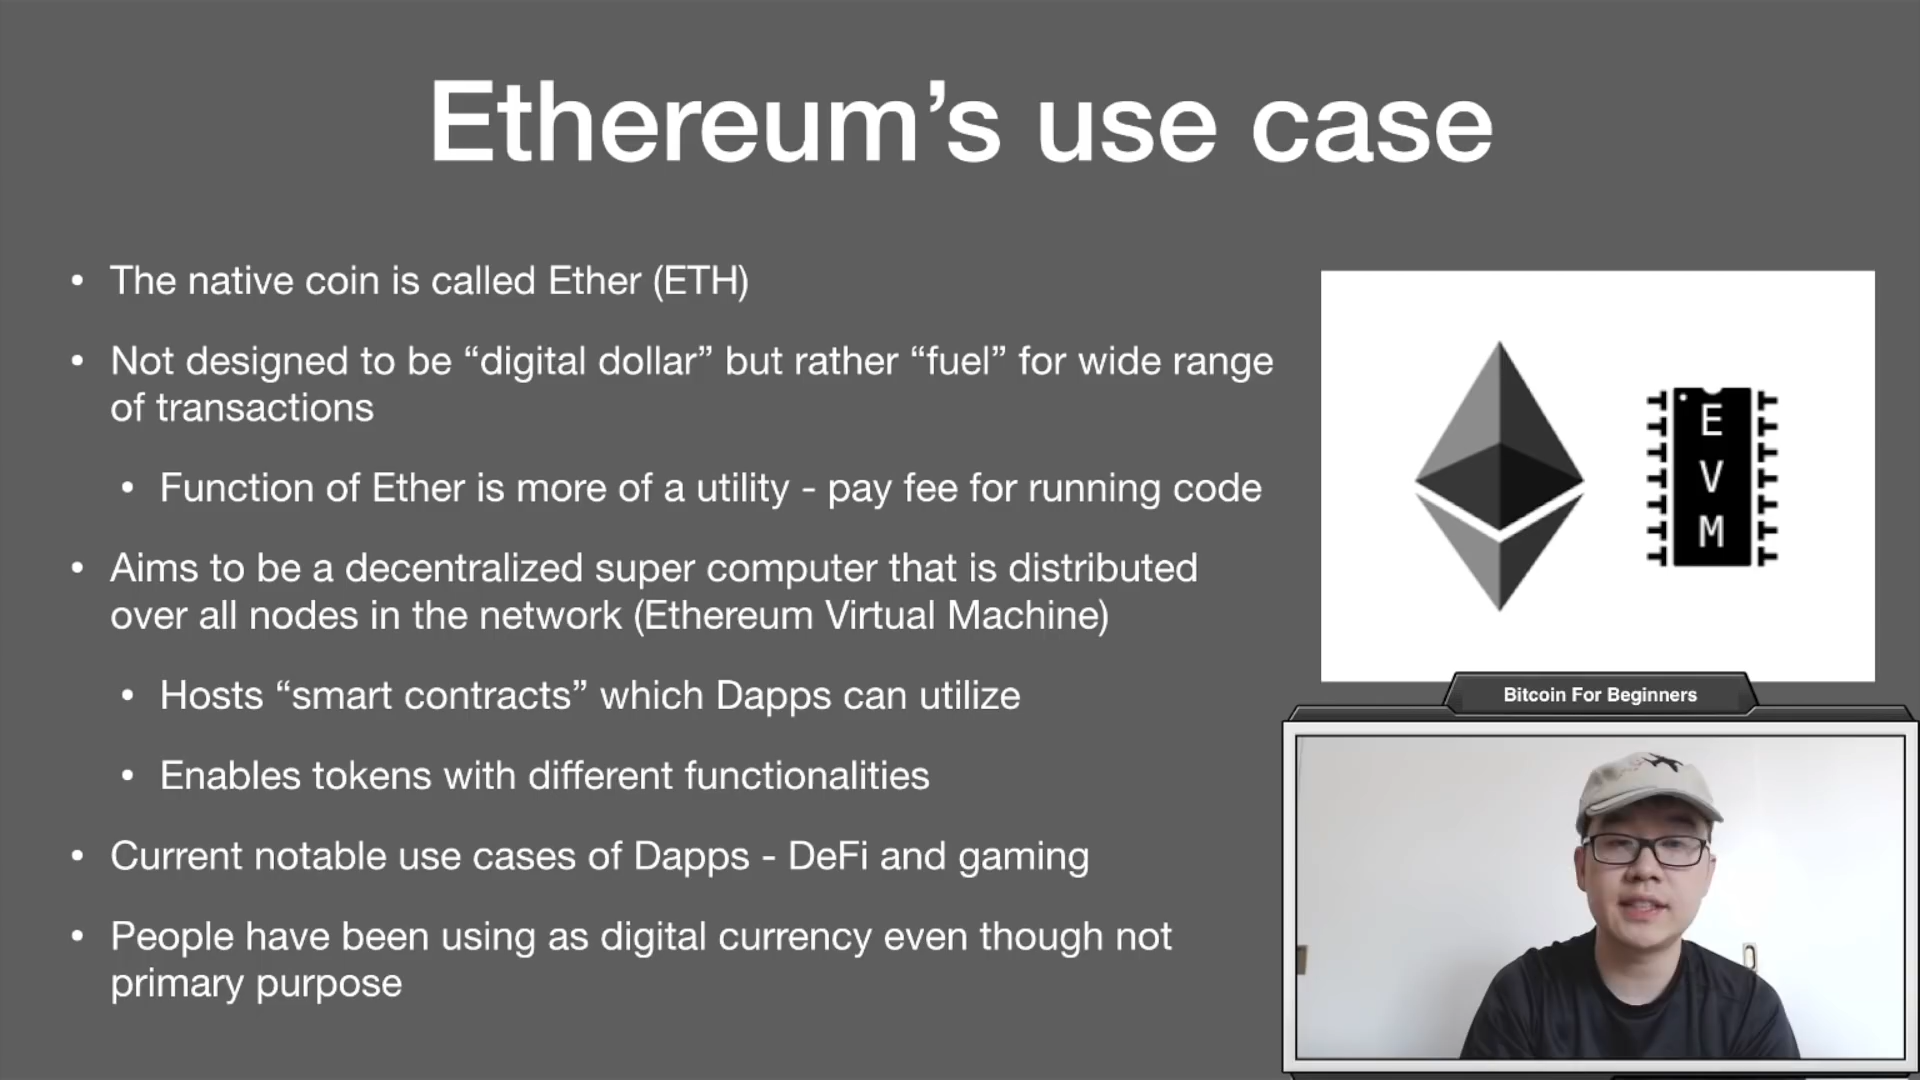 Ethereum’s use case
• The native coin is called Ether (ETH)
• Not designed to be “digital dollar” but rather “fuel” for wide range
of transactions
• Function of Ether is more of a utility - pay fee for running code
• Aims to be a decentralized super computer that is distributed
over all nodes in the network (Ethereum Virtual Machine)
• Hosts “smart contracts” which Dapps can utilize
• Enables tokens with different functionalities
• Current notable use cases of Dapps - DeFi and gaming
• People have been using as digital currency even though not
primary purpose
E
V
M
Bitcoin For Beginners